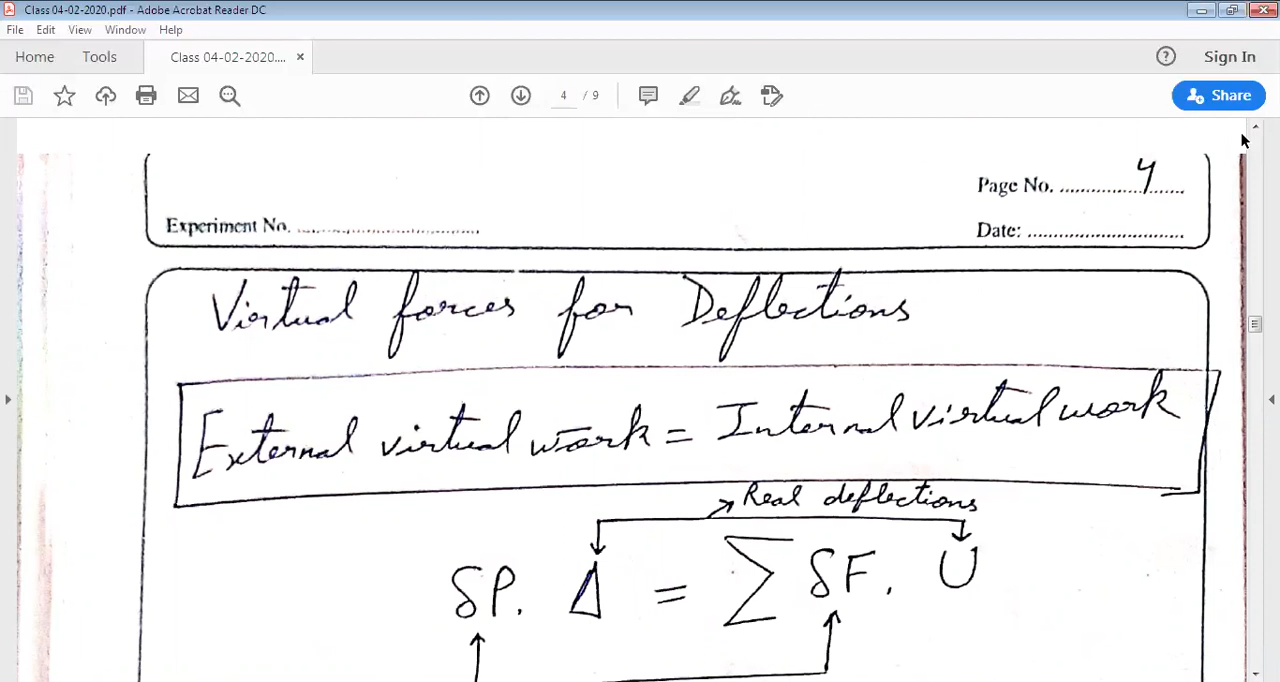 Class 04-02-2020.pdf - Adobe Acrobat Reader DC
File Edit View Window Help
Home Tools Class 04-02-2020.... ×
Sign In
4 / 9
Share
Page No. .................... 4
Experiment No. ....................................
Date: ..............................
Virtual forces for Deflections
External virtual work = Internal virtual work
Real deflections
δP. Δ = ∑ δF. U